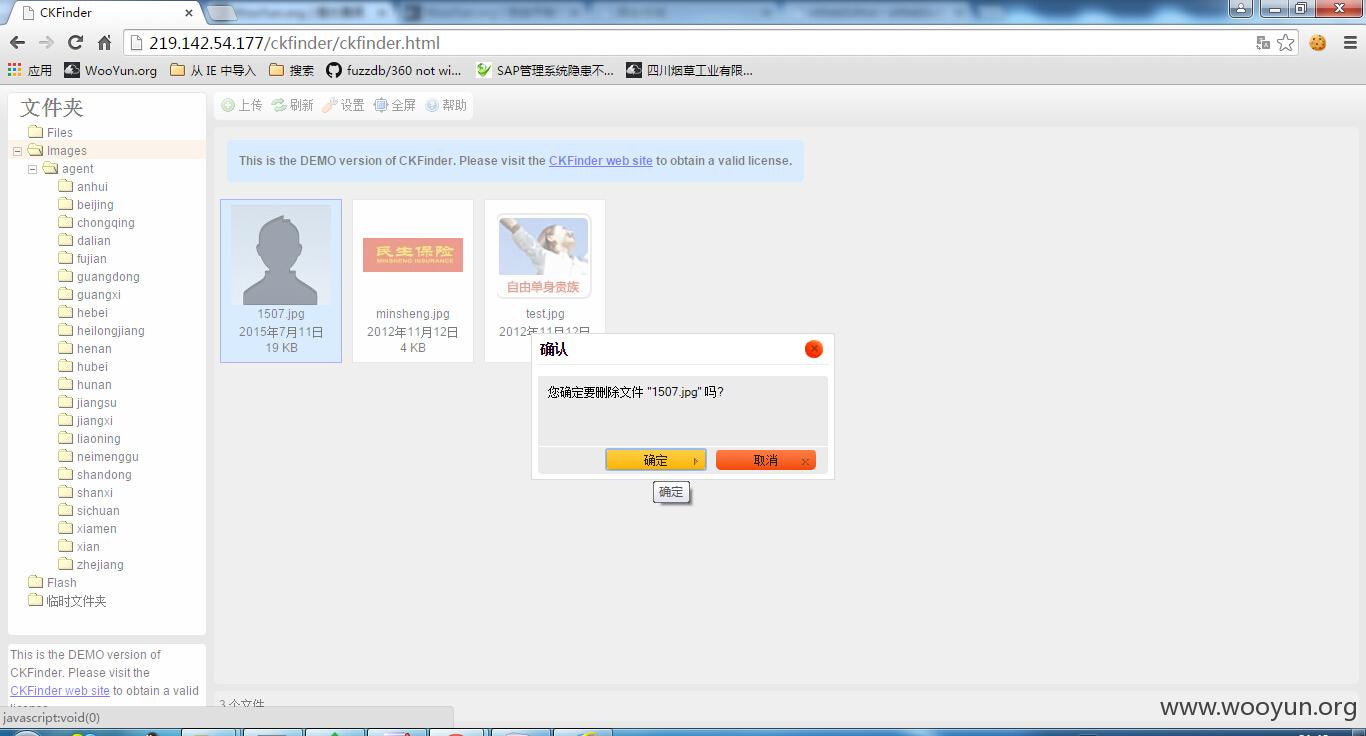 CKFinder
219.142.54.177/ckfinder/ckfinder.html
应用 WooYun.org 从 IE 中导入 搜索 fuzzdb/360 not wi... SAP管理系统隐患不... 四川烟草工业有限...
文件夹
Files
Images
agent
anhui
beijing
chongqing
dalian
fujian
guangdong
guangxi
hebei
heilongjiang
henan
hubei
hunan
jiangsu
jiangxi
liaoning
neimenggu
shandong
shanxi
sichuan
xiamen
xian
zhejiang
Flash
临时文件夹
This is the DEMO version of
CKFinder. Please visit the
CKFinder web site to obtain a valid
上传 刷新 设置 全屏 帮助
This is the DEMO version of CKFinder. Please visit the CKFinder web site to obtain a valid license.
1507.jpg
2015年7月11日
19 KB
民生保险
MINSHENG INSURANCE
minsheng.jpg
2012年11月12日
4 KB
自由单身贵族
test.jpg
2012年11月12日
确认
您确定要删除文件 "1507.jpg" 吗?
确定 取消
确定
3 个文件
javascript:void(0)
www.wooyun.org